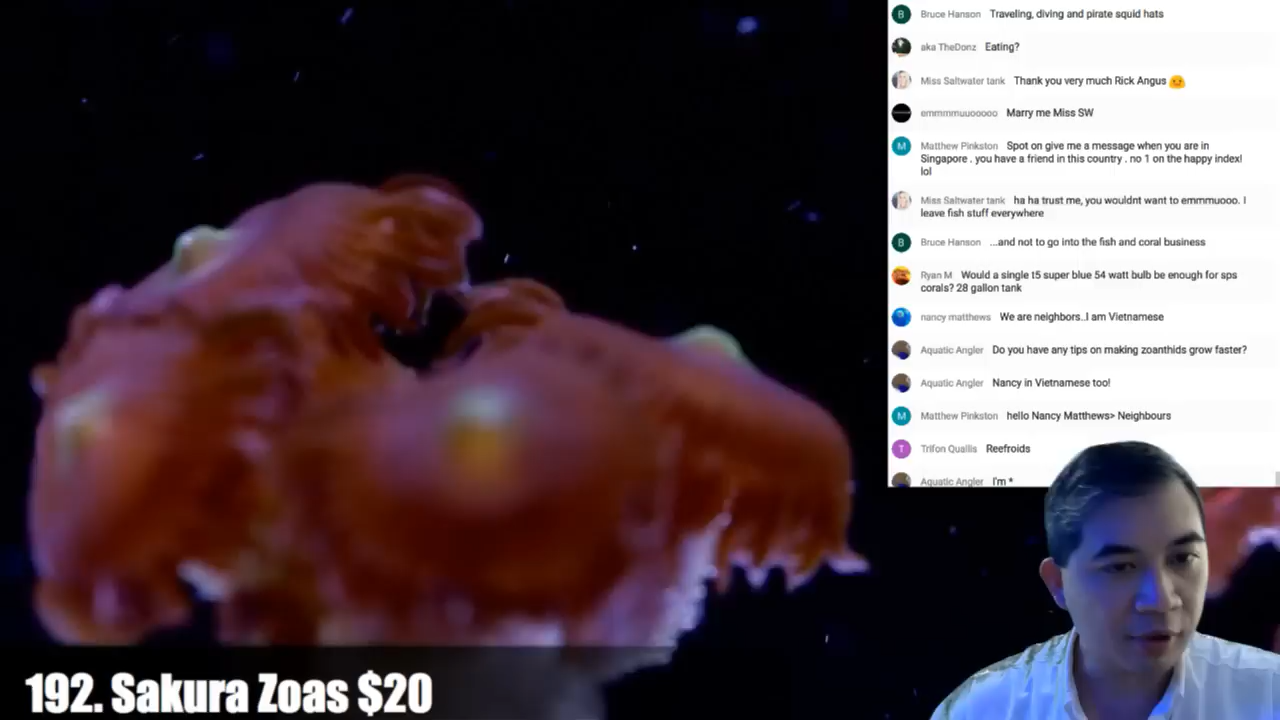 B Bruce Hanson Traveling, diving and pirate squid hats
aka TheDonz Eating?
Miss Saltwater tank Thank you very much Rick Angus
emmmmuuooooo Marry me Miss SW
M Matthew Pinkston Spot on give me a message when you are in
Singapore . you have a friend in this country . no 1 on the happy index!
lol
Miss Saltwater tank ha ha trust me, you wouldnt want to emmmuooo. I
leave fish stuff everywhere
B Bruce Hanson ...and not to go into the fish and coral business
Ryan M Would a single t5 super blue 54 watt bulb be enough for sps
corals? 28 gallon tank
nancy matthews We are neighbors..I am Vietnamese
Aquatic Angler Do you have any tips on making zoanthids grow faster?
Aquatic Angler Nancy in Vietnamese too!
M Matthew Pinkston hello Nancy Matthews> Neighbours
T Trifon Quallis Reefroids
Aquatic Angler I'm *
192. Sakura Zoas $20